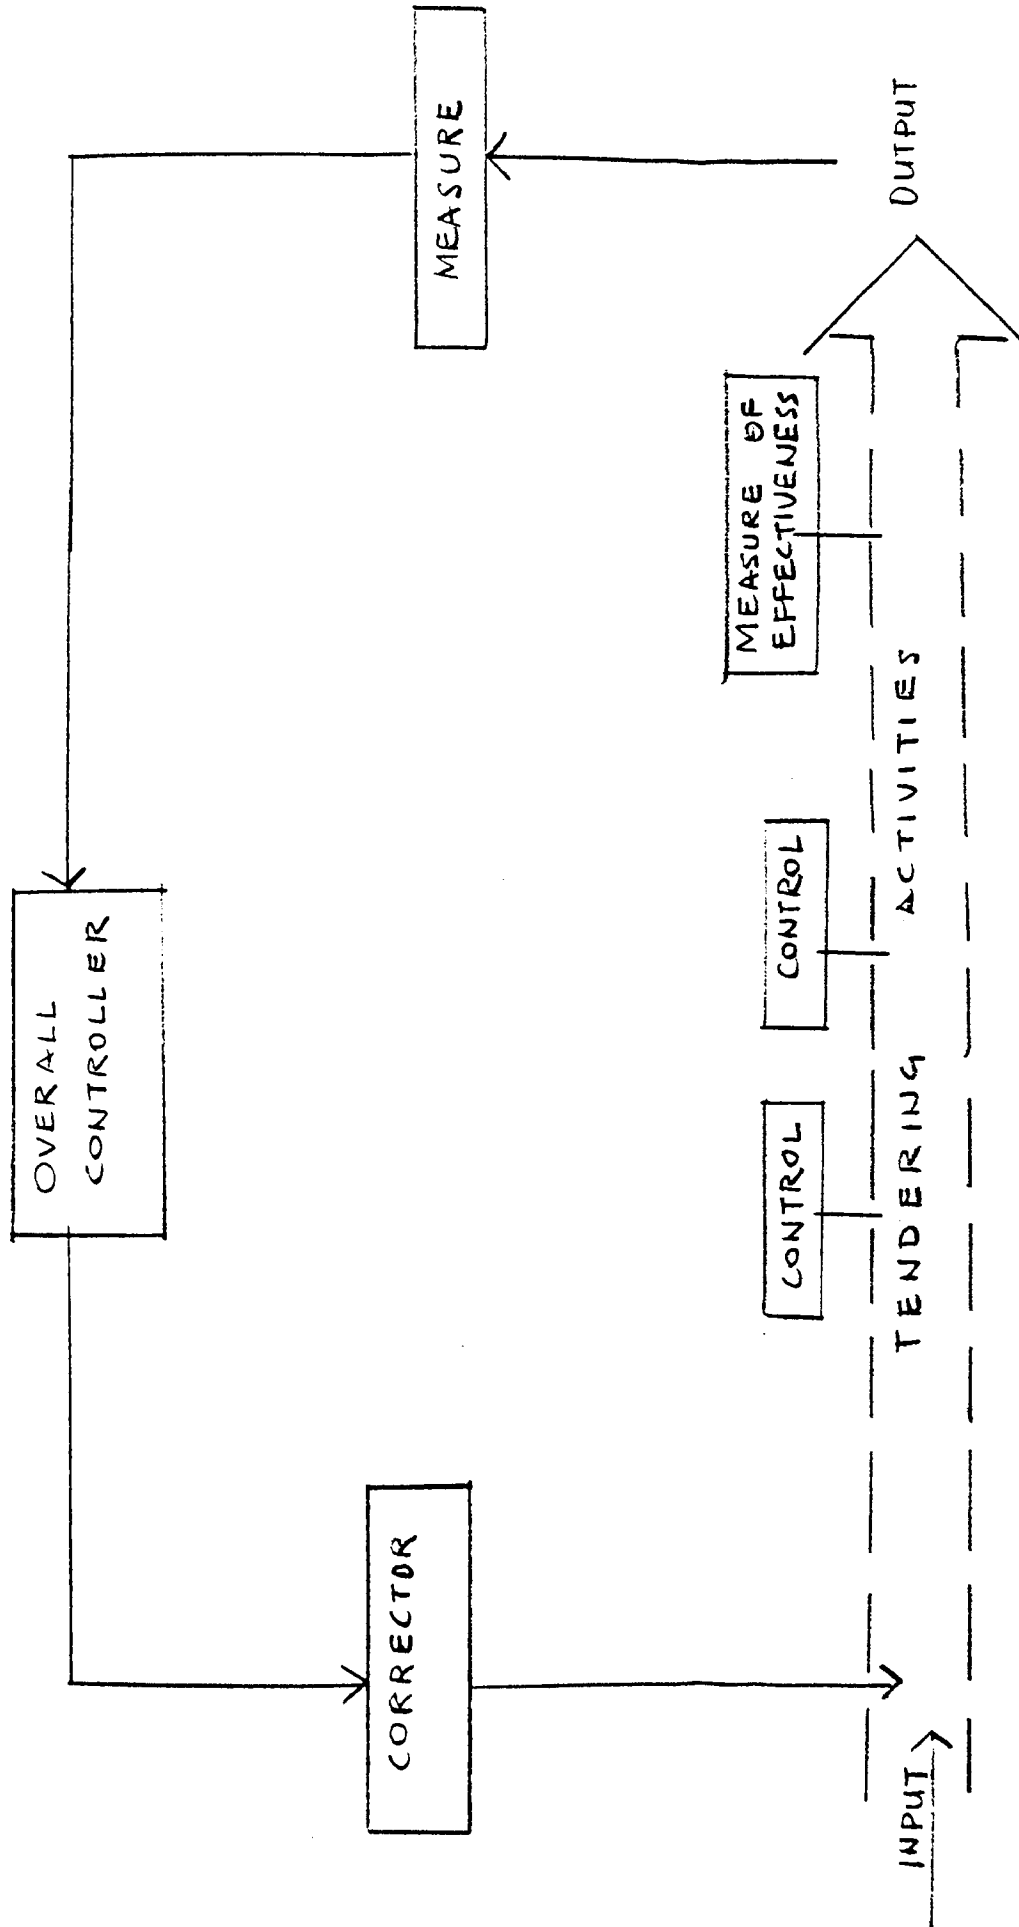 OVERALL
CONTROLLER
CORRECTOR
MEASURE
CONTROL
CONTROL
MEASURE OF
EFFECTIVENESS
INPUT
TENDERING ACTIVITIES
OUTPUT